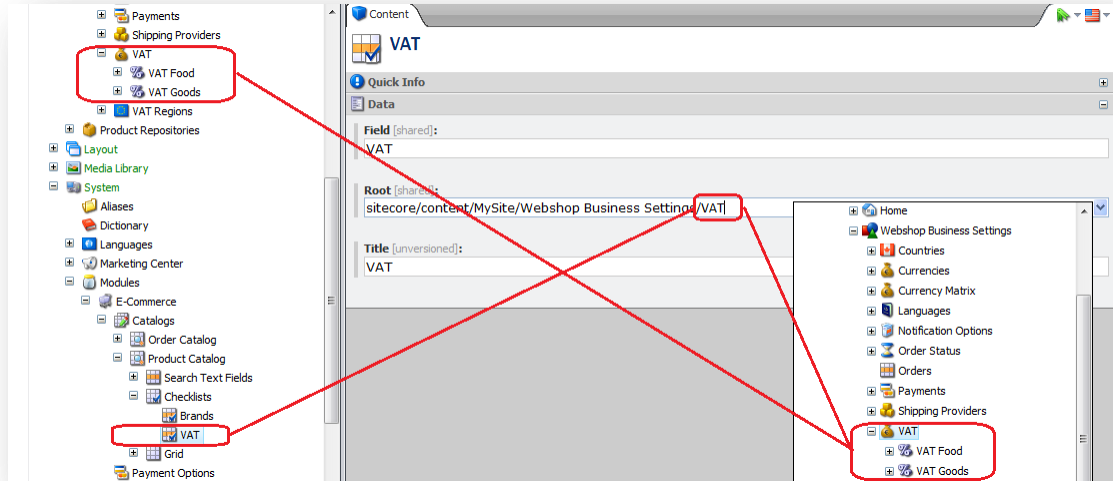 Payments
Shipping Providers
VAT
VAT Food
VAT Goods
VAT Regions
Product Repositories
Layout
Media Library
System
Aliases
Dictionary
Languages
Marketing Center
Modules
E-Commerce
Catalogs
Order Catalog
Product Catalog
Search Text Fields
Checklists
Brands
VAT
Grid
Payment Options
Content
VAT
Quick Info
Data
Field [shared]:
VAT
Root [shared]:
sitecore/content/MySite/Webshop Business Settings/VAT
Title [unversioned]:
VAT
Home
Webshop Business Settings
Countries
Currencies
Currency Matrix
Languages
Notification Options
Order Status
Orders
Payments
Shipping Providers
VAT
VAT Food
VAT Goods